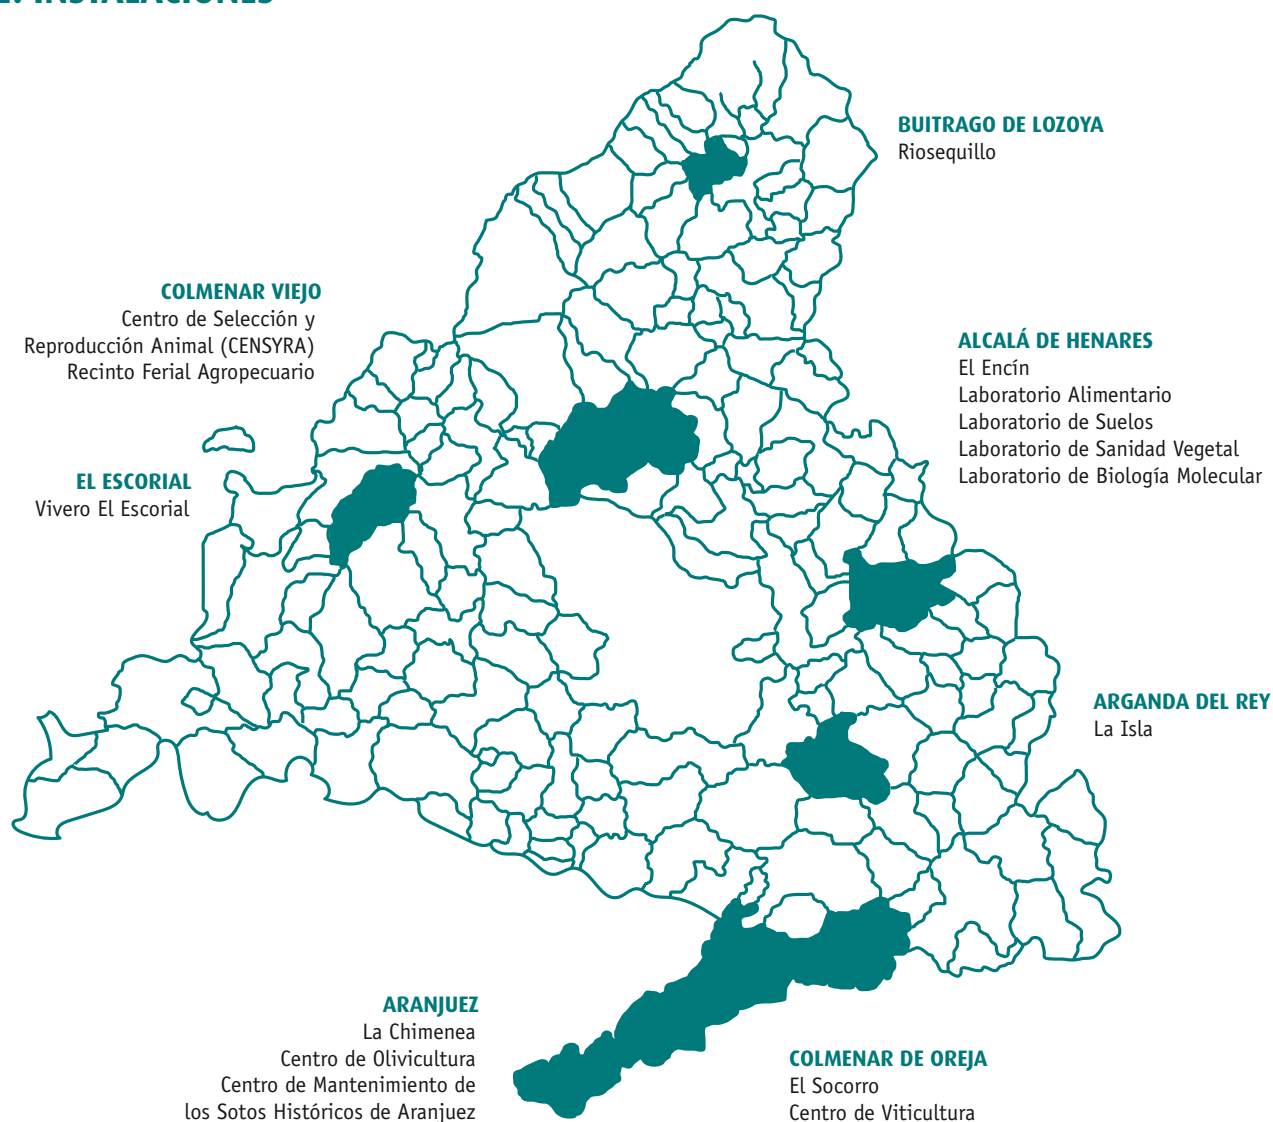 2. INSTALACIONES
BUITRAGO DE LOZOYA
Riosequillo
COLMENAR VIEJO
Centro de Selección y
Reproducción Animal (CENSYRA)
Recinto Ferial Agropecuario
ALCALÁ DE HENARES
El Encín
Laboratorio Alimentario
Laboratorio de Suelos
Laboratorio de Sanidad Vegetal
Laboratorio de Biología Molecular
EL ESCORIAL
Vivero El Escorial
ARGANDA DEL REY
La Isla
ARANJUEZ
La Chimenea
Centro de Olivicultura
Centro de Mantenimiento de
los Sotos Históricos de Aranjuez
COLMENAR DE OREJA
El Socorro
Centro de Viticultura